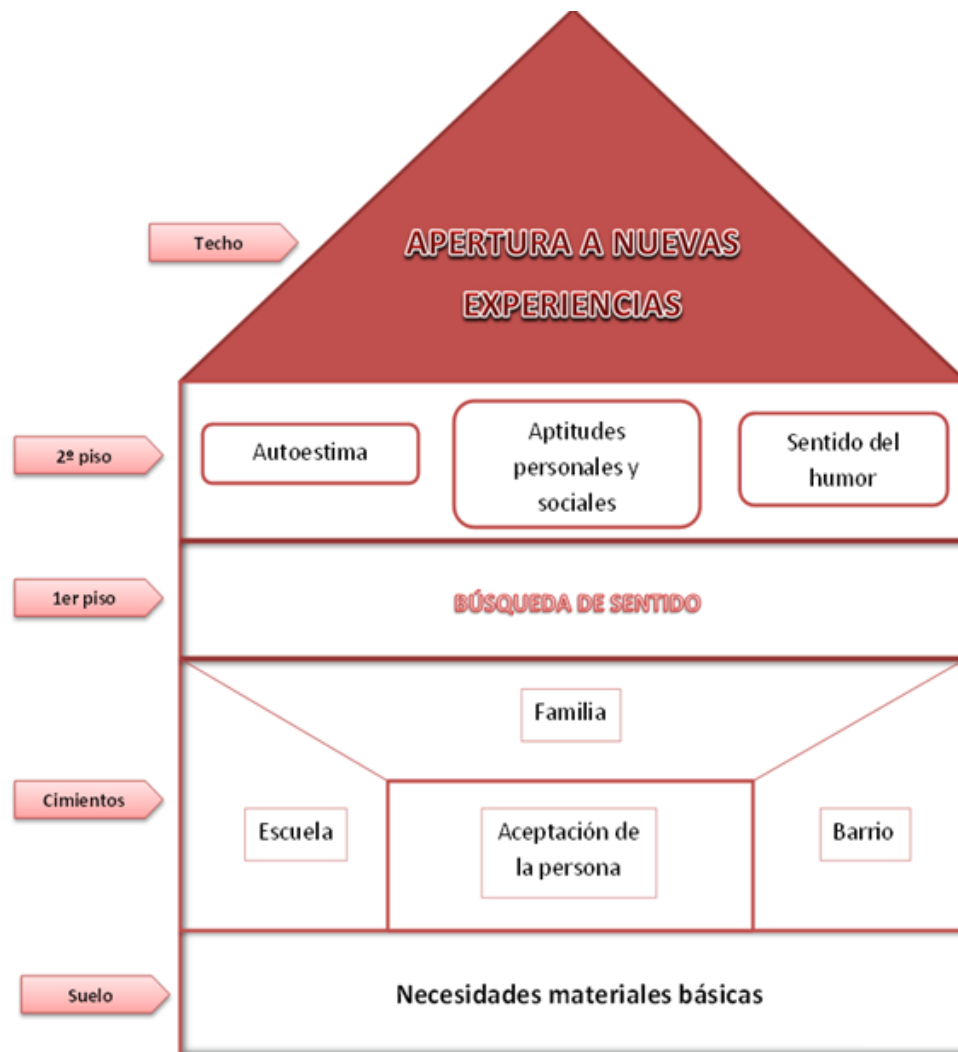 Techo
APERTURA A NUEVAS
EXPERIENCIAS
2º piso
Autoestima
Aptitudes
personales y
sociales
Sentido del
humor
1er piso
BÚSQUEDA DE SENTIDO
Familia
Cimientos
Escuela
Aceptación de
la persona
Barrio
Suelo
Necesidades materiales básicas